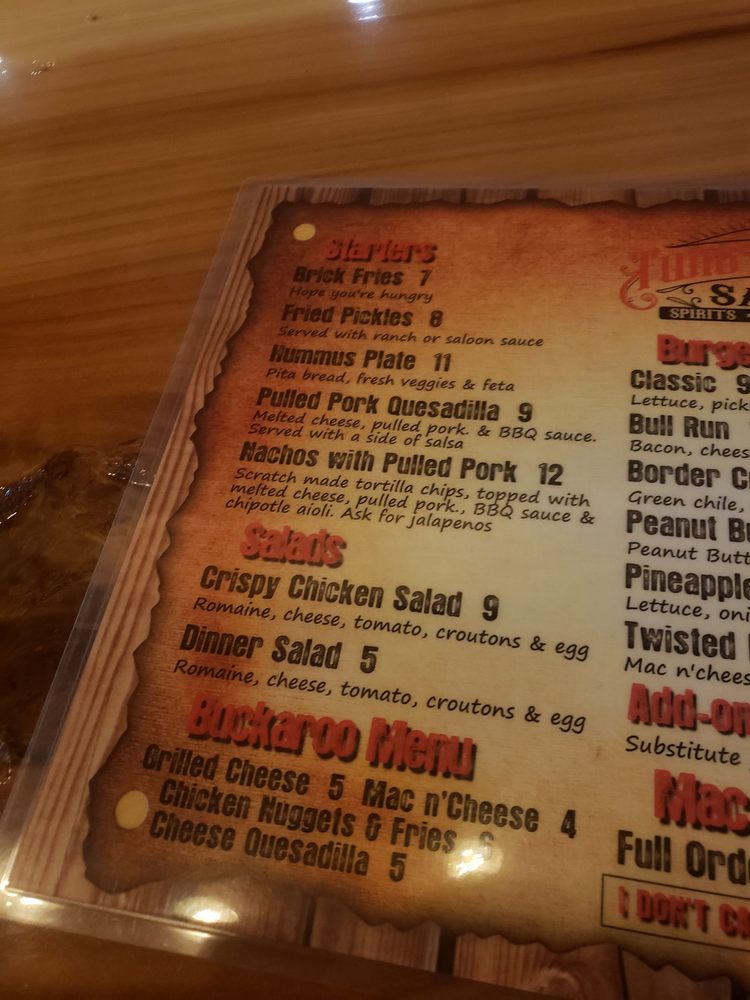 Starters
Brick Fries 7
Hope you're hungry
Fried Pickles 8
Served with ranch or saloon sauce
Hummus Plate 11
Pita bread, fresh veggies & feta
Pulled Pork Quesadilla 9
Melted cheese, pulled pork. & BBQ sauce.
Served with a side of salsa
Nachos with Pulled Pork 12
Scratch made tortilla chips, topped with
melted cheese, pulled pork., BBQ sauce &
chipotle aioli. Ask for jalapenos
Salads
Crispy Chicken Salad 9
Romaine, cheese, tomato, croutons & egg
Dinner Salad 5
Romaine, cheese, tomato, croutons & egg
Buckaroo Menu
Grilled Cheese 5 Mac n'Cheese 4
Chicken Nuggets & Fries 6
Cheese Quesadilla 5
SPIRITS
Classic 9
Lettuce, pick
Bull Run
Bacon, chees
Border
Green chile,
Peanut
Peanut Butt
Pineapple
Lettuce, oni
Twisted
Mac n'chees
Add-on
Substitute
Mac
Full Orde
I DON'T